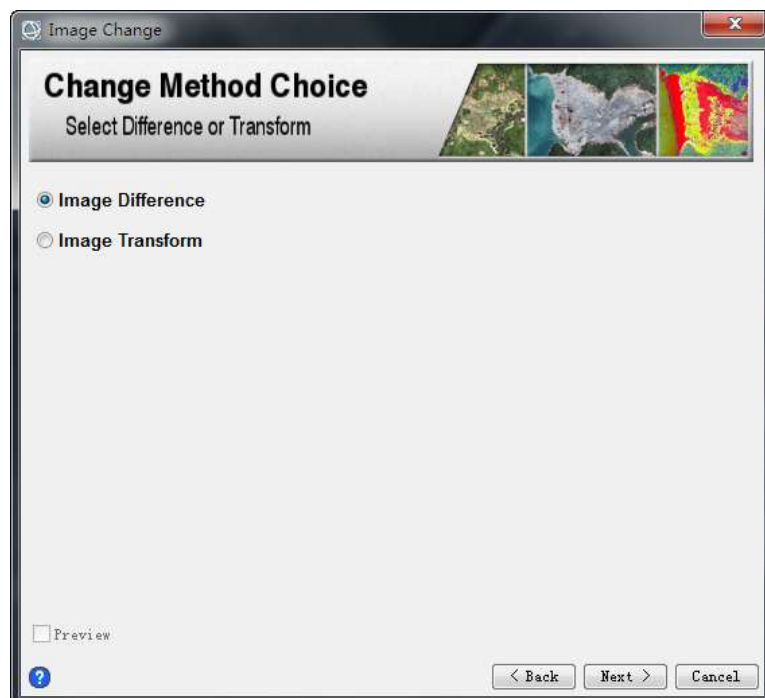 Image Change
Change Method Choice
Select Difference or Transform
Image Difference
Image Transform
Preview
< Back Next > Cancel